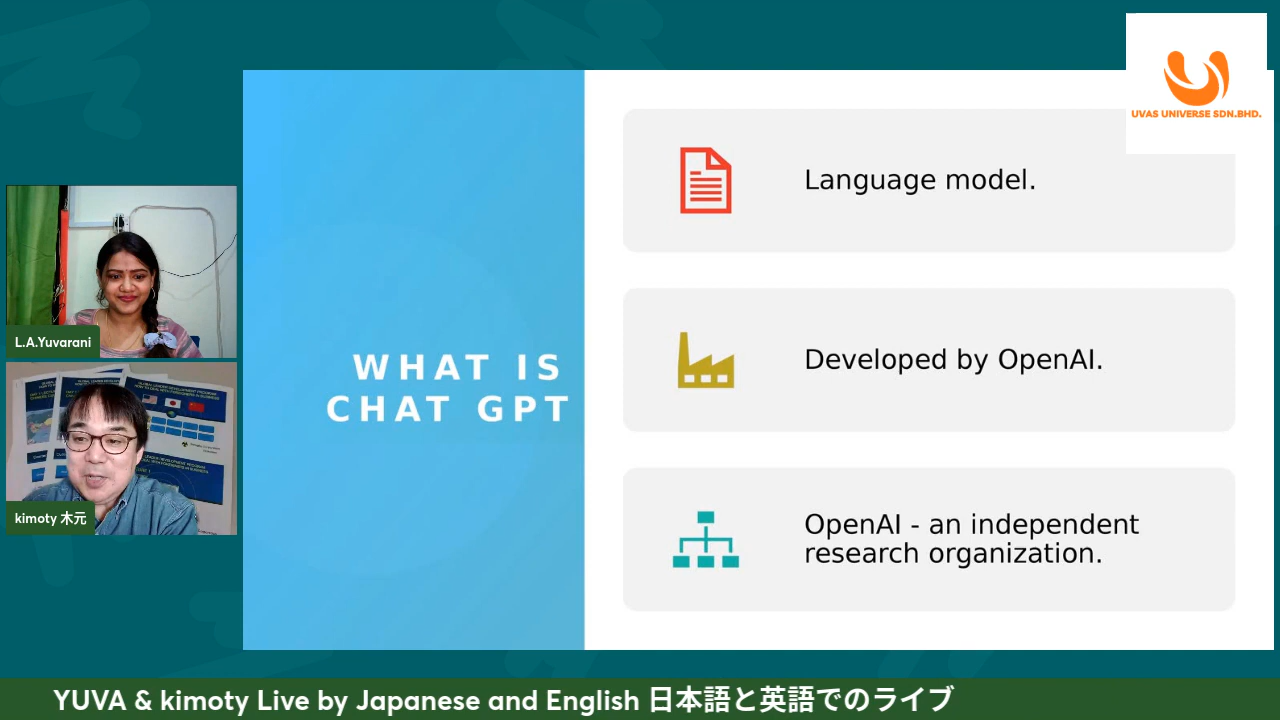 UVAS UNIVERSE SDN.BHD.
Language model.
L.A.Yuvarani
WHAT IS
CHAT GPT
Developed by OpenAI.
kimoty 木元
OpenAI - an independent
research organization.
YUVA & kimoty Live by Japanese and English 日本語と英語でのライブ